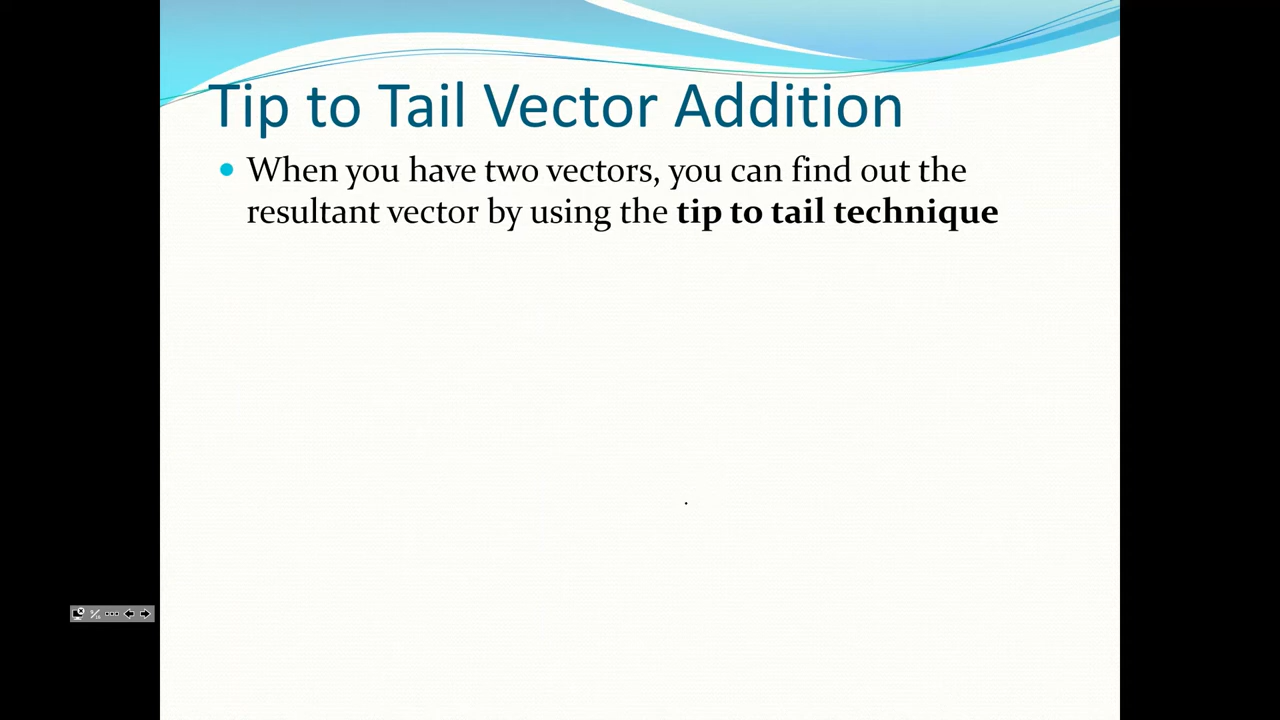 Tip to Tail Vector Addition
When you have two vectors, you can find out the
resultant vector by using the tip to tail technique